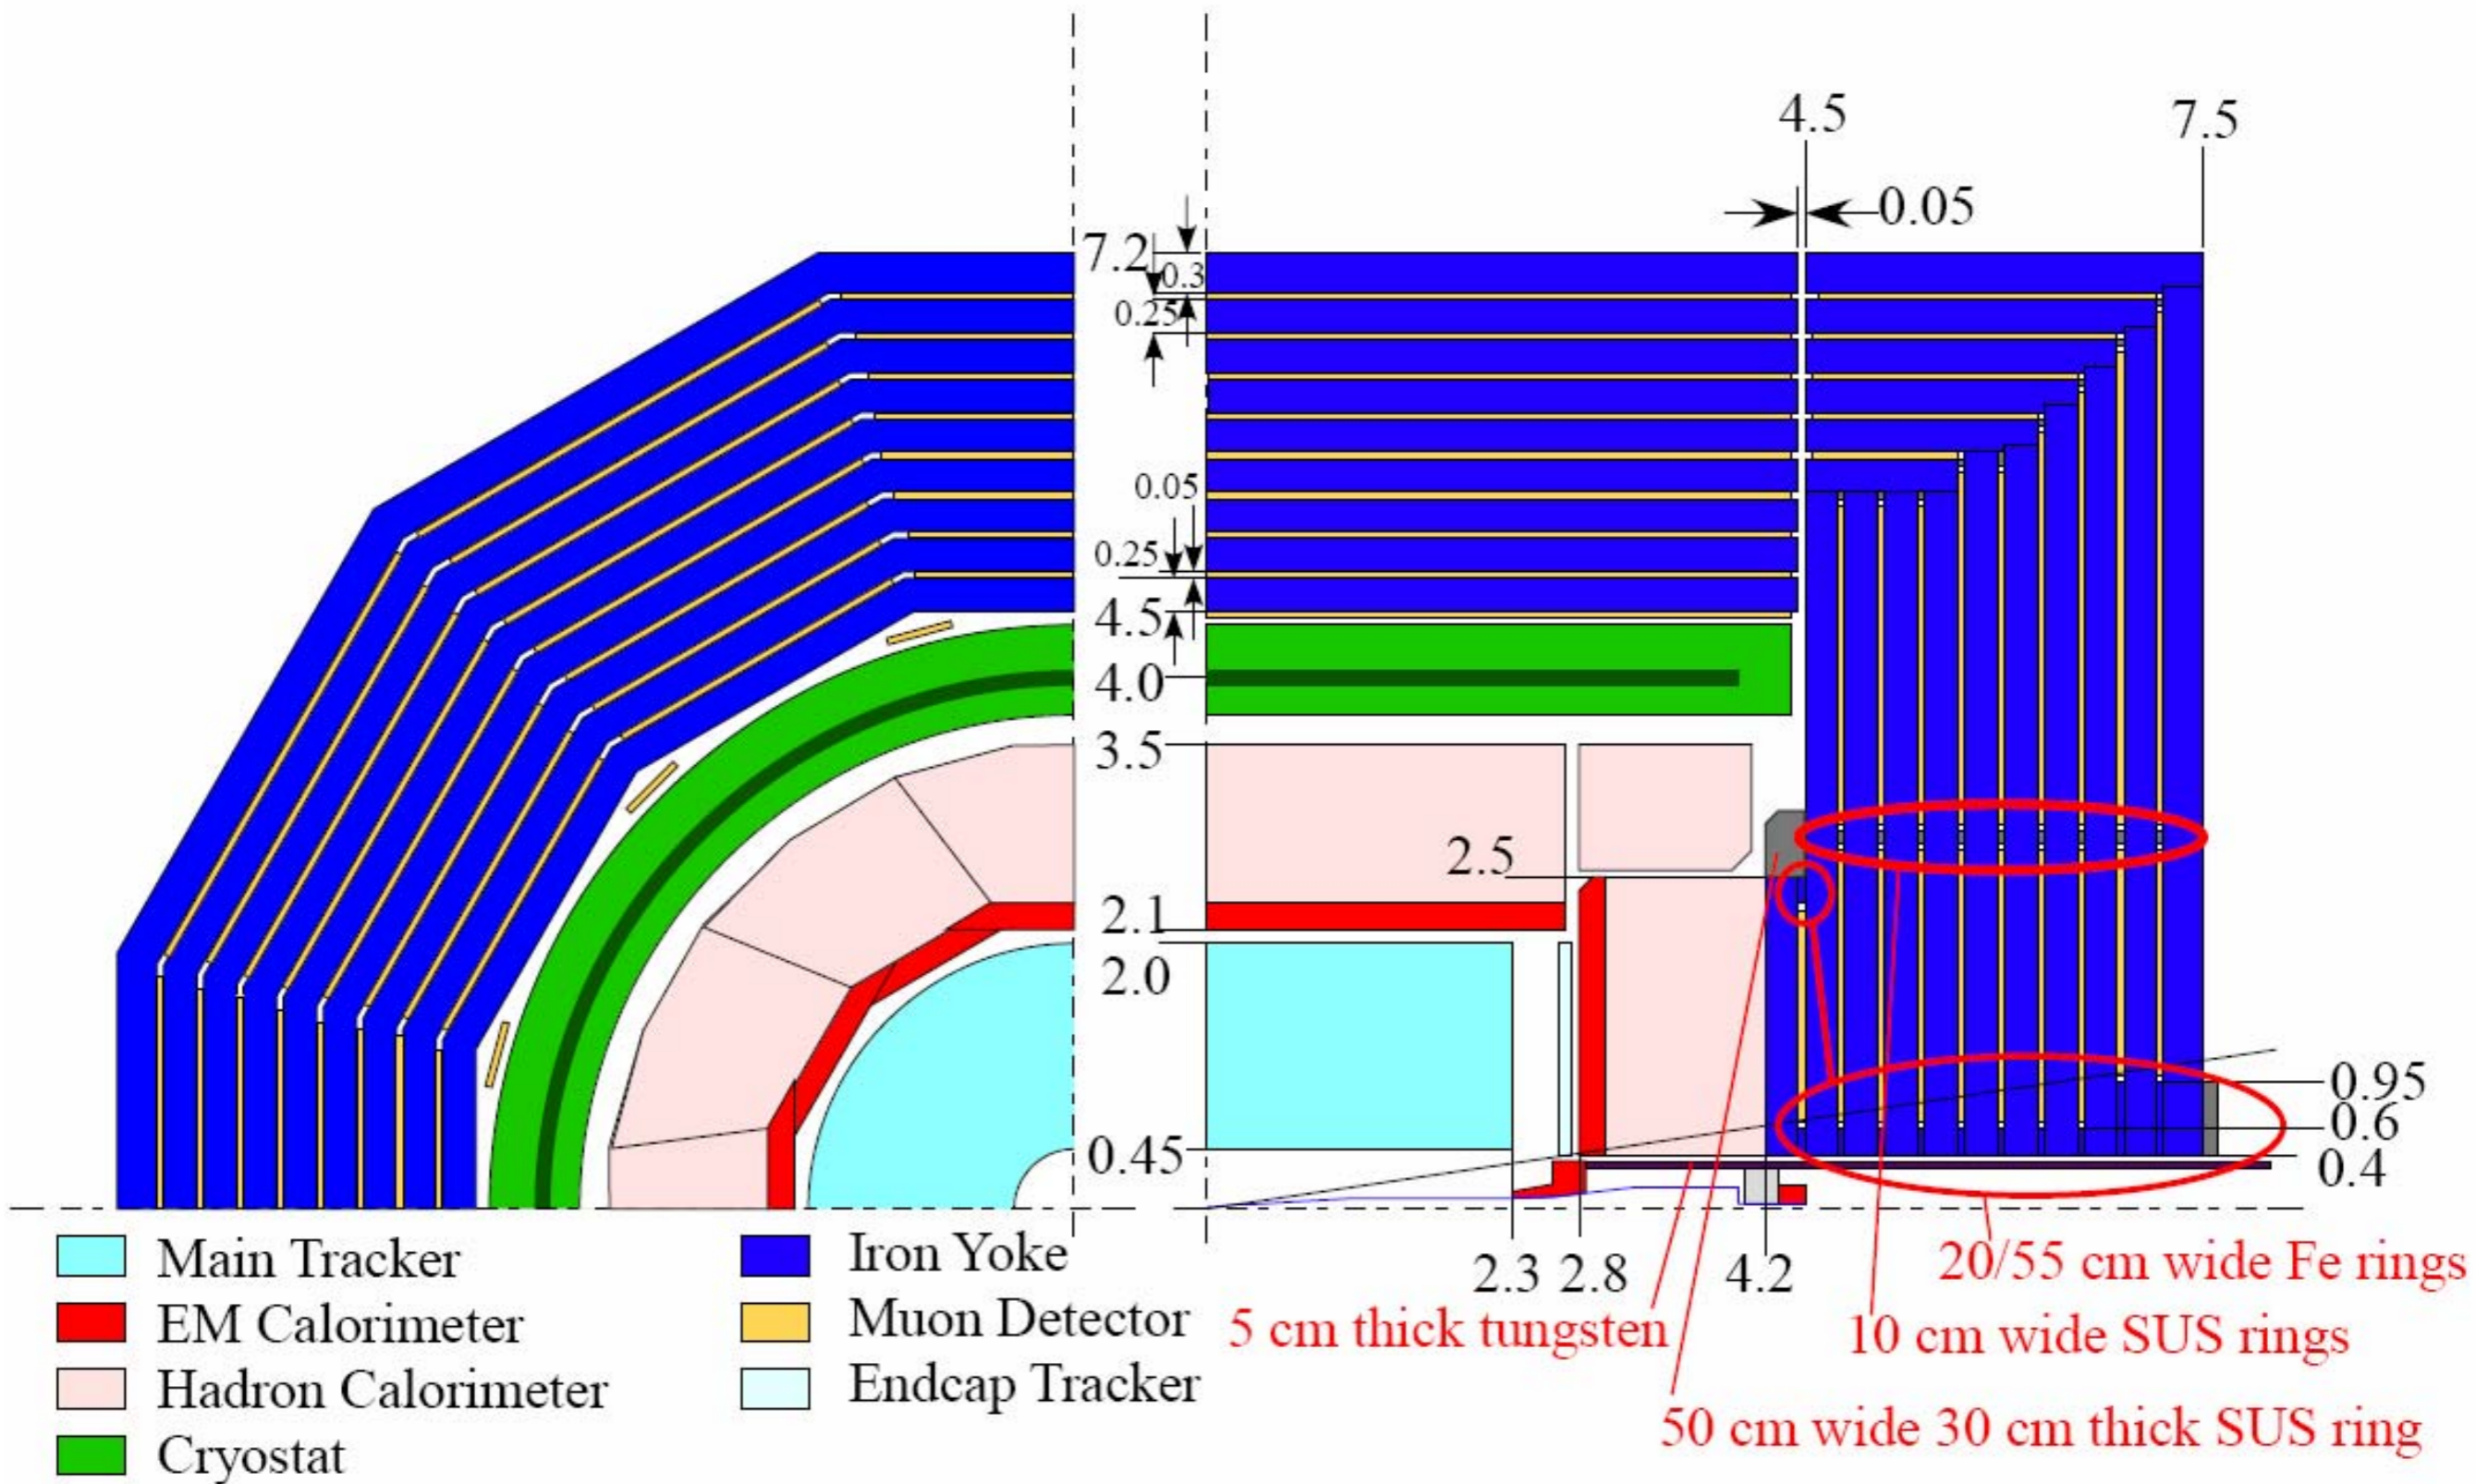 4.5
7.5
0.05
7.2
0.3
0.25
0.05
0.25
4.5
4.0
3.5
2.5
2.1
2.0
0.45
0.95
0.6
0.4
2.3 2.8 4.2
20/55 cm wide Fe rings
5 cm thick tungsten
10 cm wide SUS rings
50 cm wide 30 cm thick SUS ring
Main Tracker
EM Calorimeter
Hadron Calorimeter
Cryostat
Iron Yoke
Muon Detector
Endcap Tracker